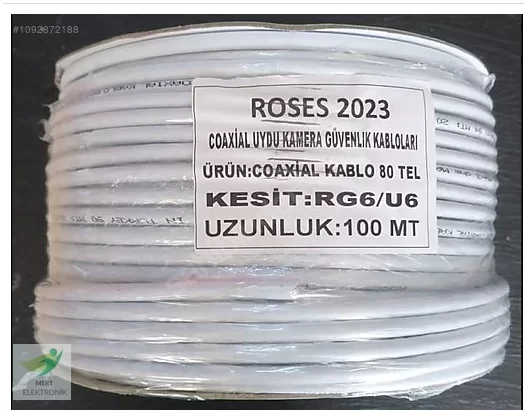 #1092872188
ROSES 2023
COAXİAL UYDU KAMERA GÜVENLİK KABLOLARI
ÜRÜN:COAXİAL KABLO 80 TEL
KESİT:RG6/U6
UZUNLUK:100 MT
MERT
ELEKTRONİK